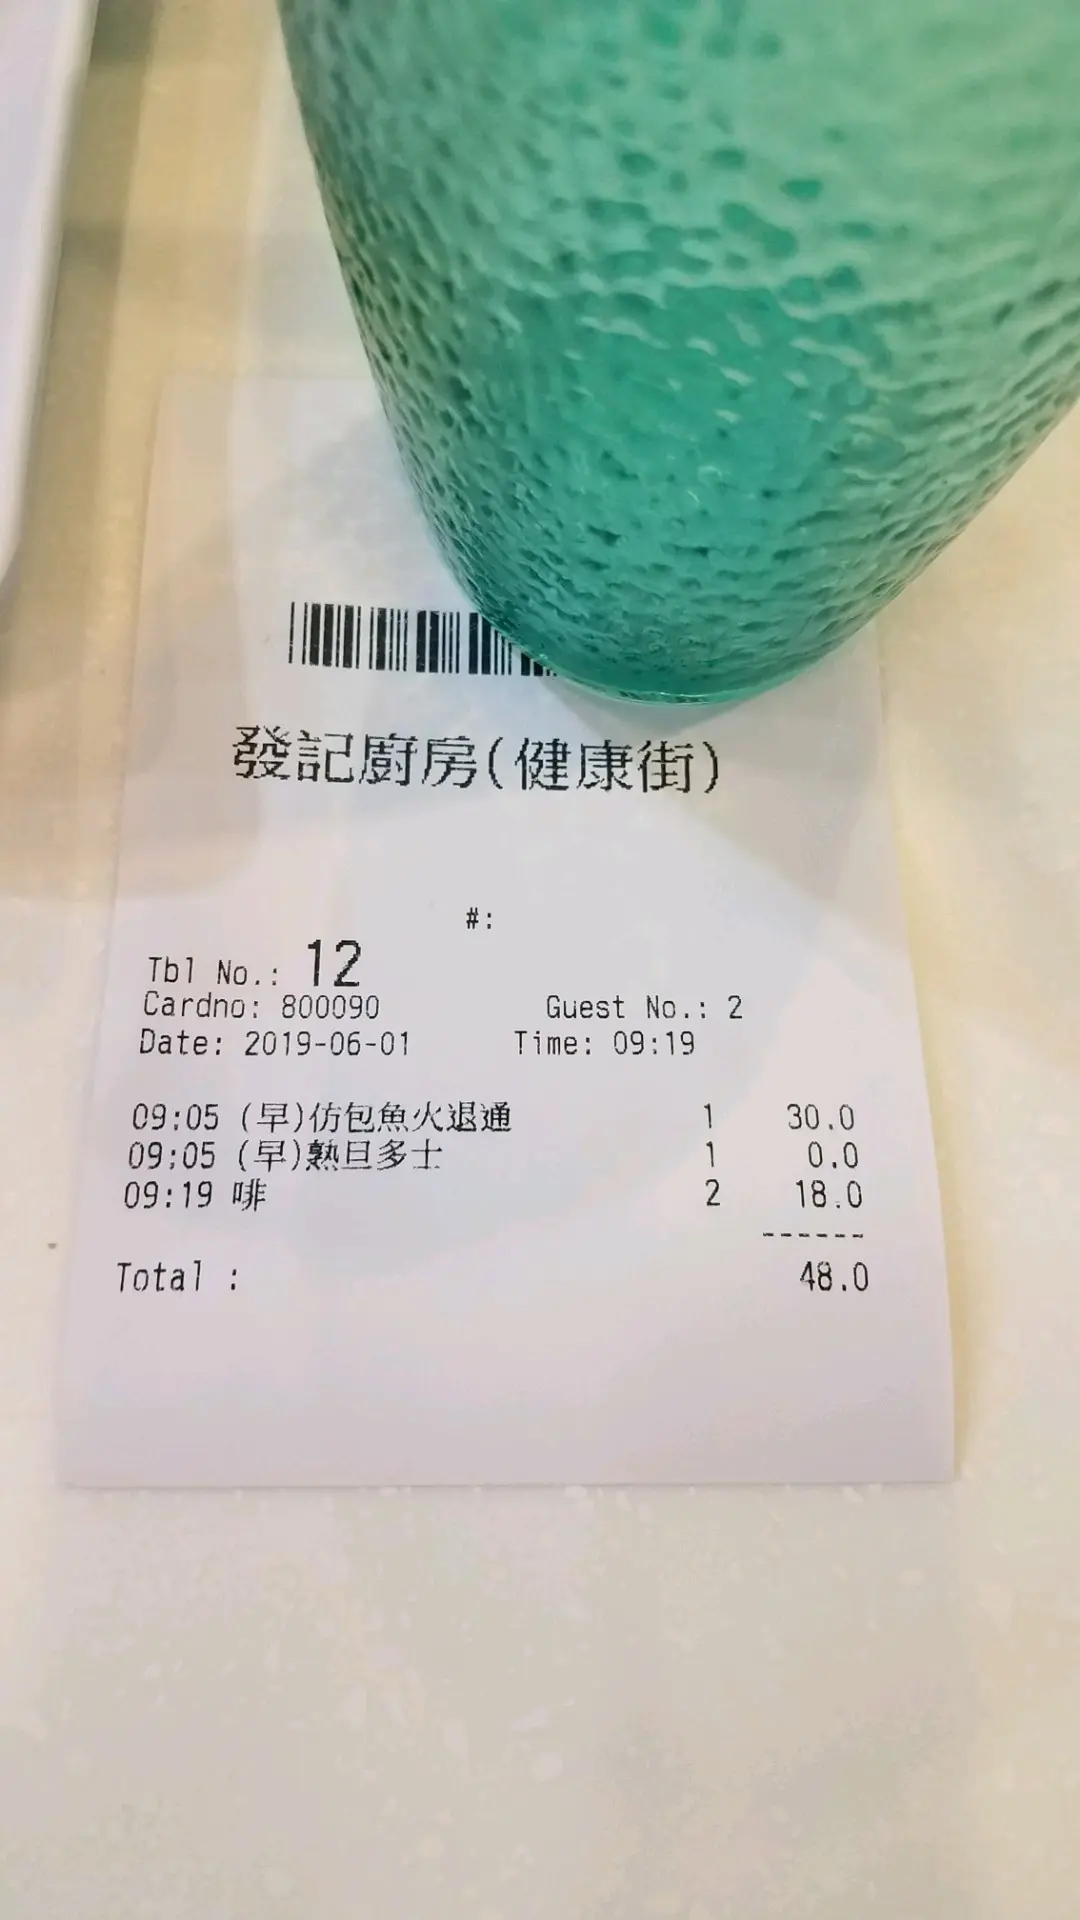 發記廚房(健康街)
#:
Tbl No.: 12
Cardno: 800090 Guest No.: 2
Date: 2019-06-01 Time: 09:19
09:05 (早)仿包魚火退通 1 30.0
09:05 (早)熟旦多士 1 0.0
09:19 啡 2 18.0
------
Total : 48.0